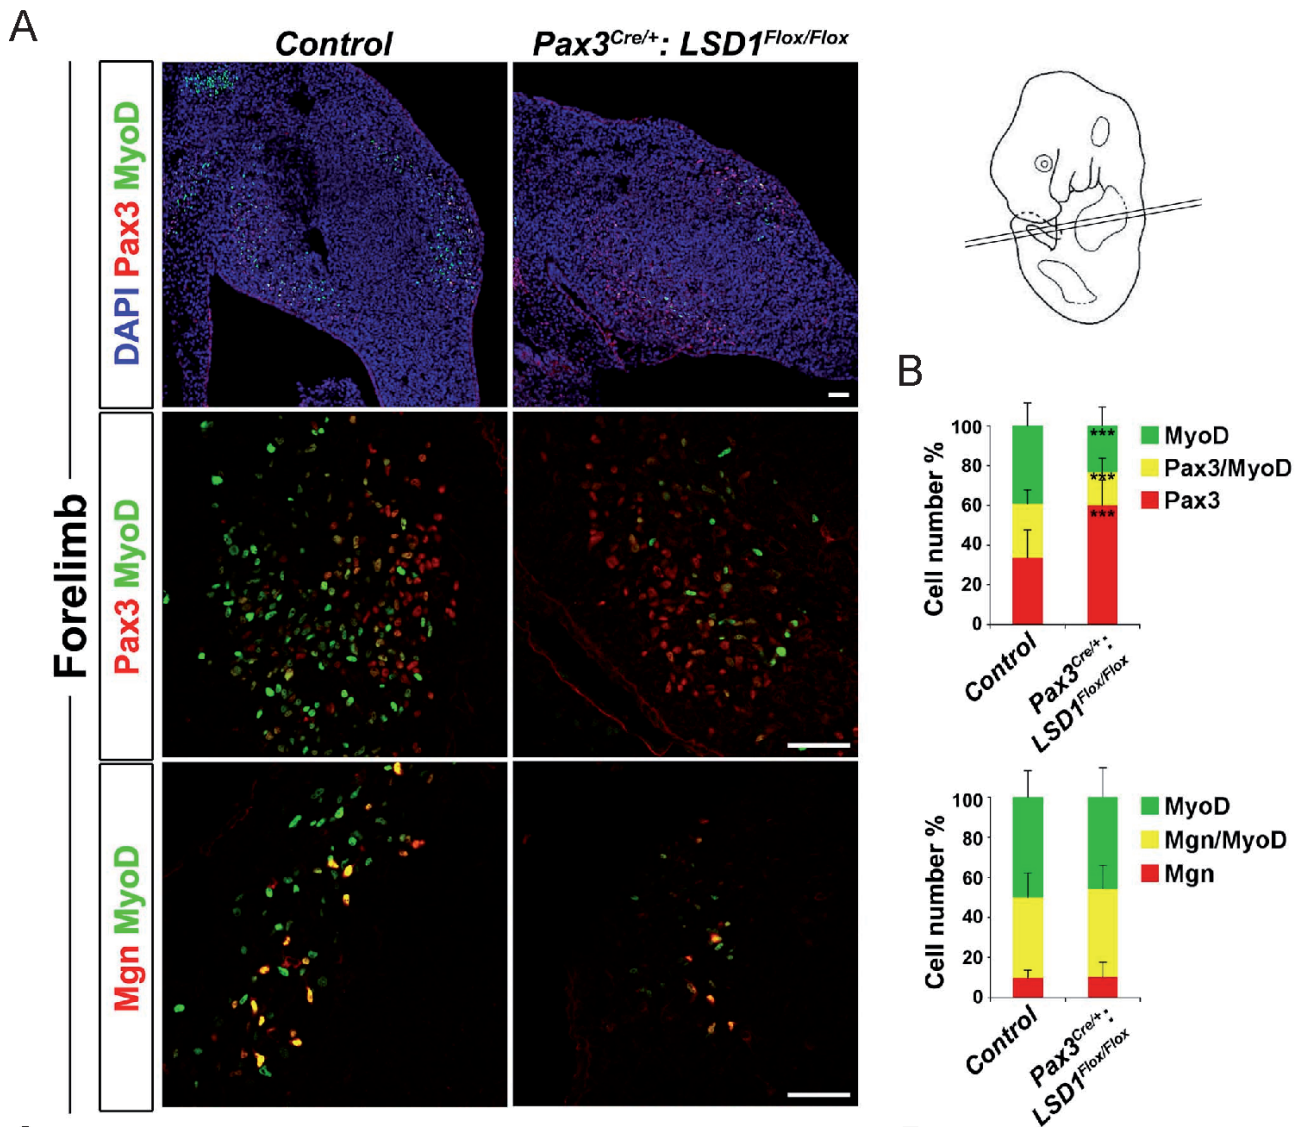 A
Control
Pax3Cre/+: LSD1Flox/Flox
Forelimb
DAPI Pax3 MyoD
Pax3 MyoD
Mgn MyoD
B
Cell number %
100
80
60
40
20
0
***
***
***
MyoD
Pax3/MyoD
Pax3
Control
Pax3Cre/+:
LSD1Flox/Flox
Cell number %
100
80
60
40
20
0
MyoD
Mgn/MyoD
Mgn
Control
Pax3Cre/+:
LSD1Flox/Flox